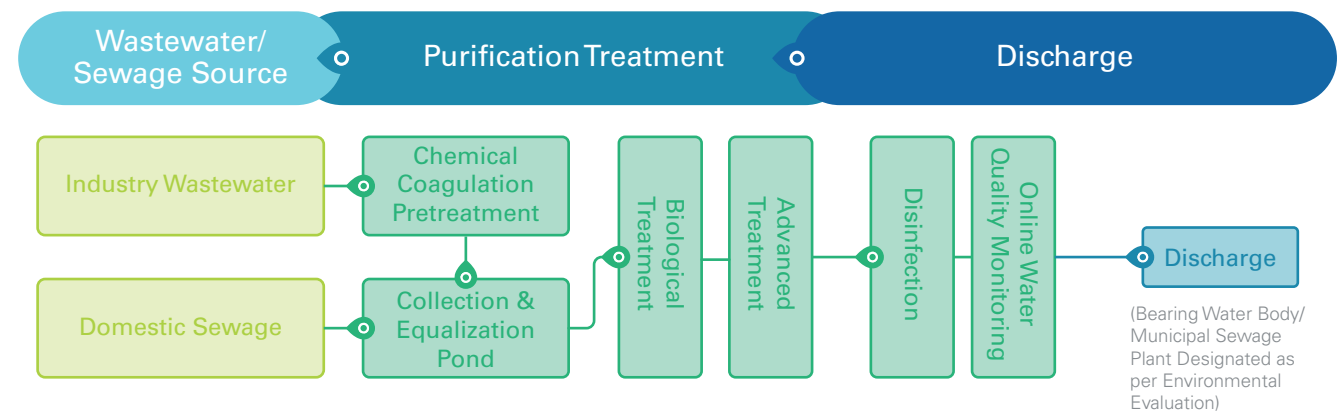 Wastewater/
Sewage Source
Purification Treatment
Discharge
Industry Wastewater
Chemical
Coagulation
Pretreatment
Domestic Sewage
Collection &
Equalization
Pond
Biological
Treatment
Advanced
Treatment
Disinfection
Online Water
Quality Monitoring
Discharge
(Bearing Water Body/
Municipal Sewage
Plant Designated as
per Environmental
Evaluation)